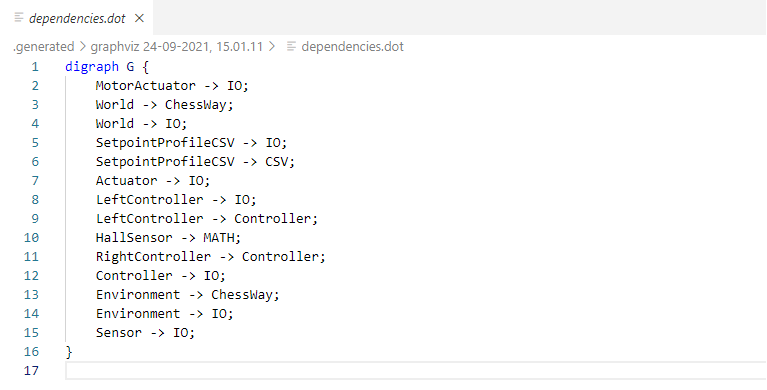 dependencies.dot ×
.generated > graphviz 24-09-2021, 15.01.11 > dependencies.dot
1 digraph G {
2     MotorActuator -> IO;
3     World -> ChessWay;
4     World -> IO;
5     SetpointProfileCSV -> IO;
6     SetpointProfileCSV -> CSV;
7     Actuator -> IO;
8     LeftController -> IO;
9     LeftController -> Controller;
10     HallSensor -> MATH;
11     RightController -> Controller;
12     Controller -> IO;
13     Environment -> ChessWay;
14     Environment -> IO;
15     Sensor -> IO;
16 }
17